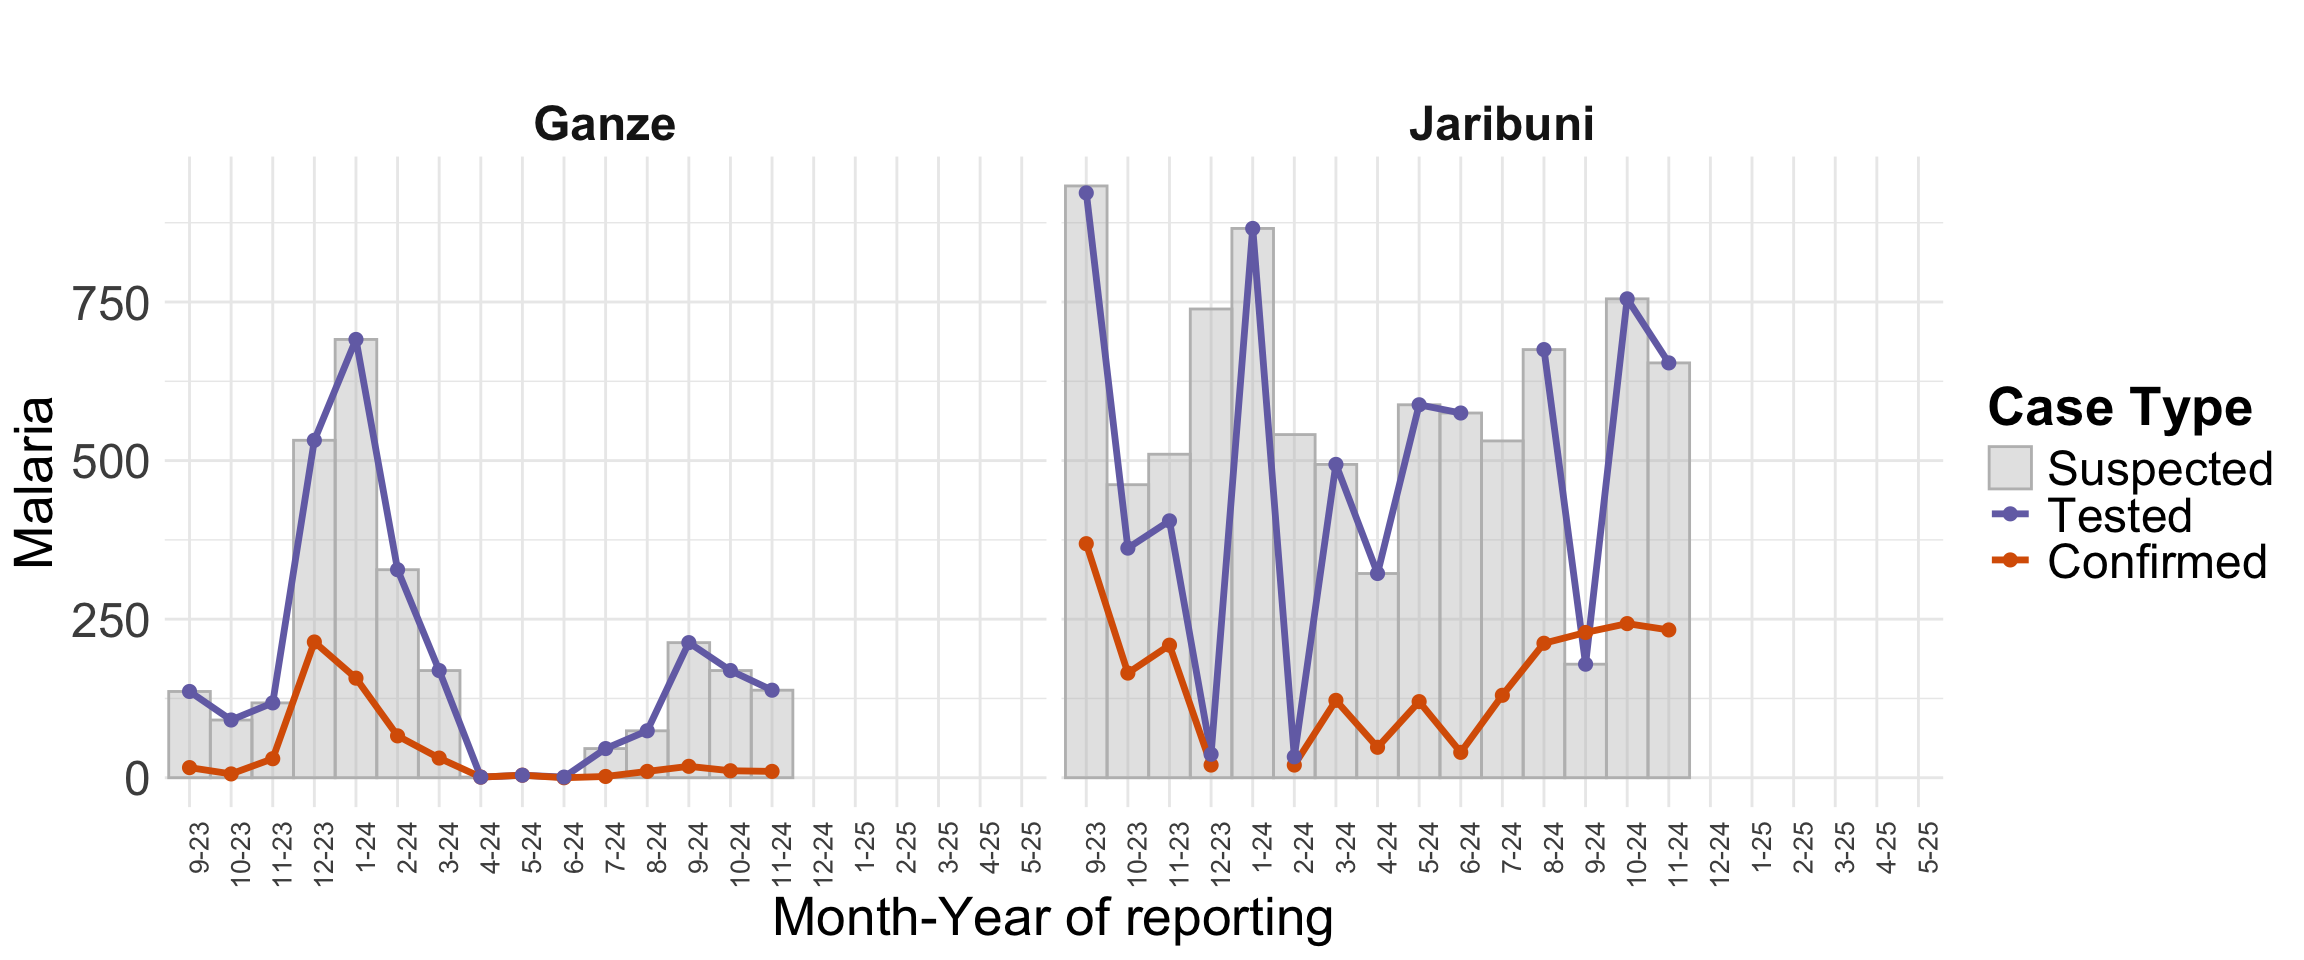 Ganze
Jaribuni
Malaria
750
500
250
0
9-23 10-23 11-23 12-23 1-24 2-24 3-24 4-24 5-24 6-24 7-24 8-24 9-24 10-24 11-24 12-24 1-25 2-25 3-25 4-25 5-25
9-23 10-23 11-23 12-23 1-24 2-24 3-24 4-24 5-24 6-24 7-24 8-24 9-24 10-24 11-24 12-24 1-25 2-25 3-25 4-25 5-25
Month-Year of reporting
Case Type
Suspected
Tested
Confirmed